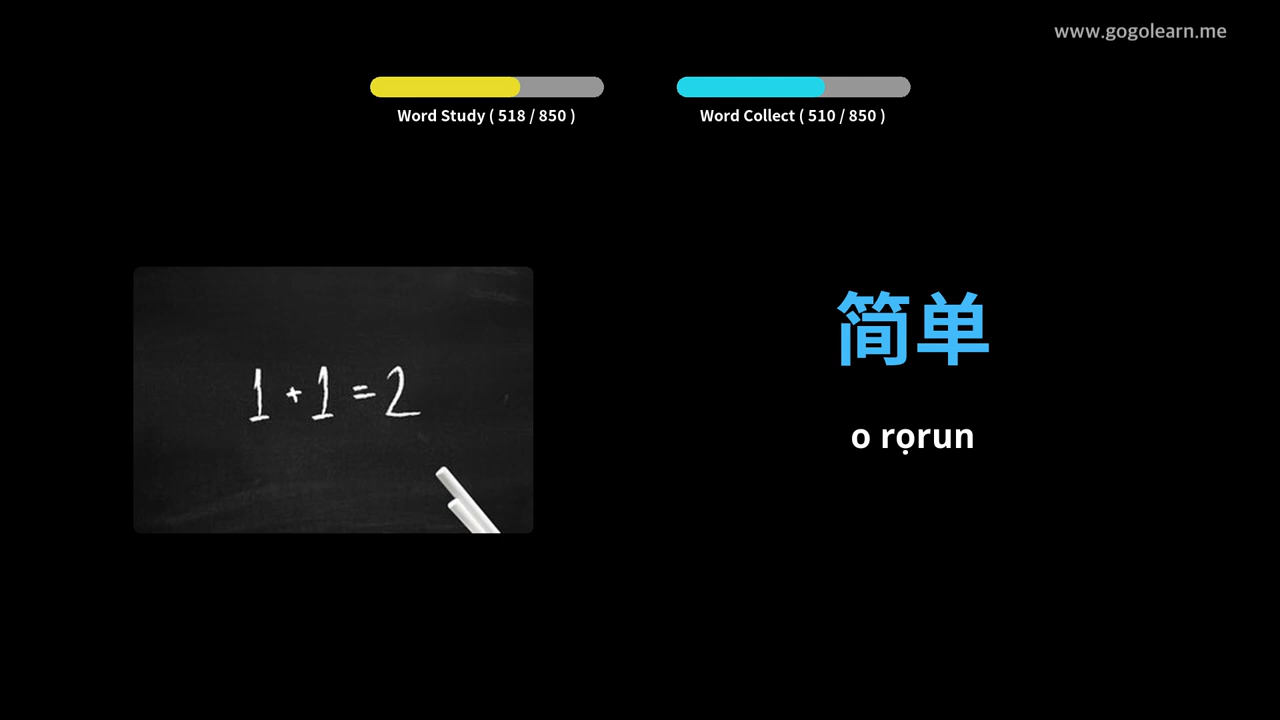 www.gogolearn.me
Word Study ( 518 / 850 )
Word Collect ( 510 / 850 )
1 + 1 = 2
简单
o rọrun